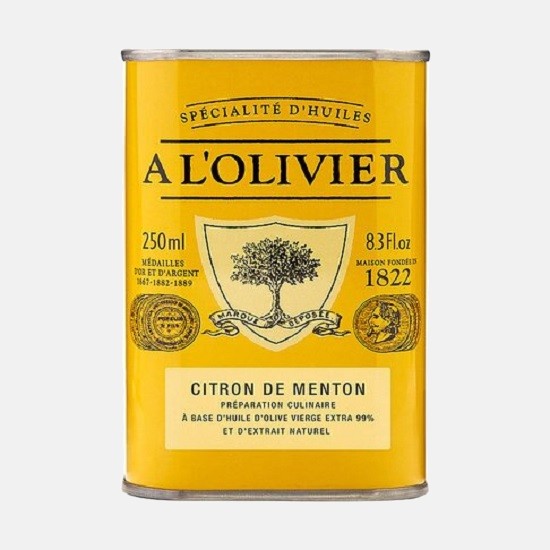 SPÉCIALITÉ D'HUILES
A L'OLIVIER
250 ml
8.3 Fl.oz
MÉDAILLES
D'OR ET D'ARGENT
1847-1882-1889
MAISON FONDÉE EN
1822
MARQUE DÉPOSÉE
CITRON DE MENTON
PRÉPARATION CULINAIRE
À BASE D'HUILE D'OLIVE VIERGE EXTRA 99%
ET D'EXTRAIT NATUREL